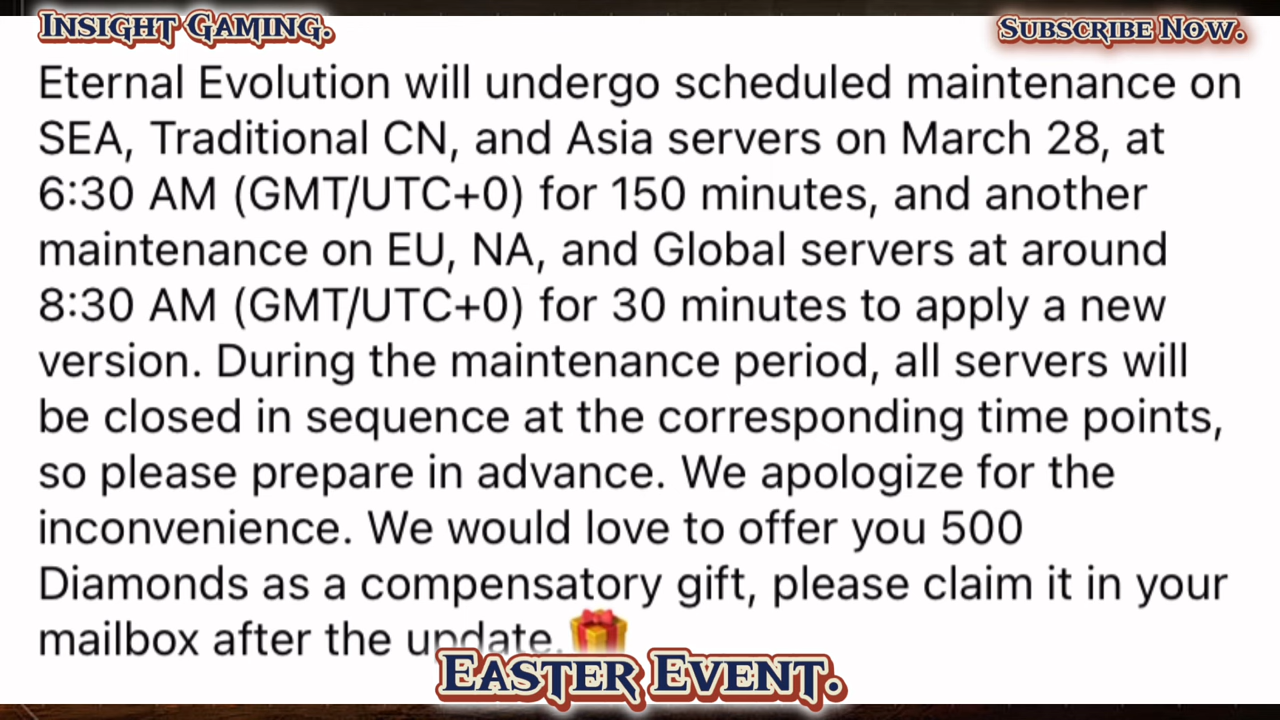 Insight Gaming.
Subscribe Now.
Eternal Evolution will undergo scheduled maintenance on
SEA, Traditional CN, and Asia servers on March 28, at
6:30 AM (GMT/UTC+0) for 150 minutes, and another
maintenance on EU, NA, and Global servers at around
8:30 AM (GMT/UTC+0) for 30 minutes to apply a new
version. During the maintenance period, all servers will
be closed in sequence at the corresponding time points,
so please prepare in advance. We apologize for the
inconvenience. We would love to offer you 500
Diamonds as a compensatory gift, please claim it in your
mailbox after the update.🎁
Easter Event.